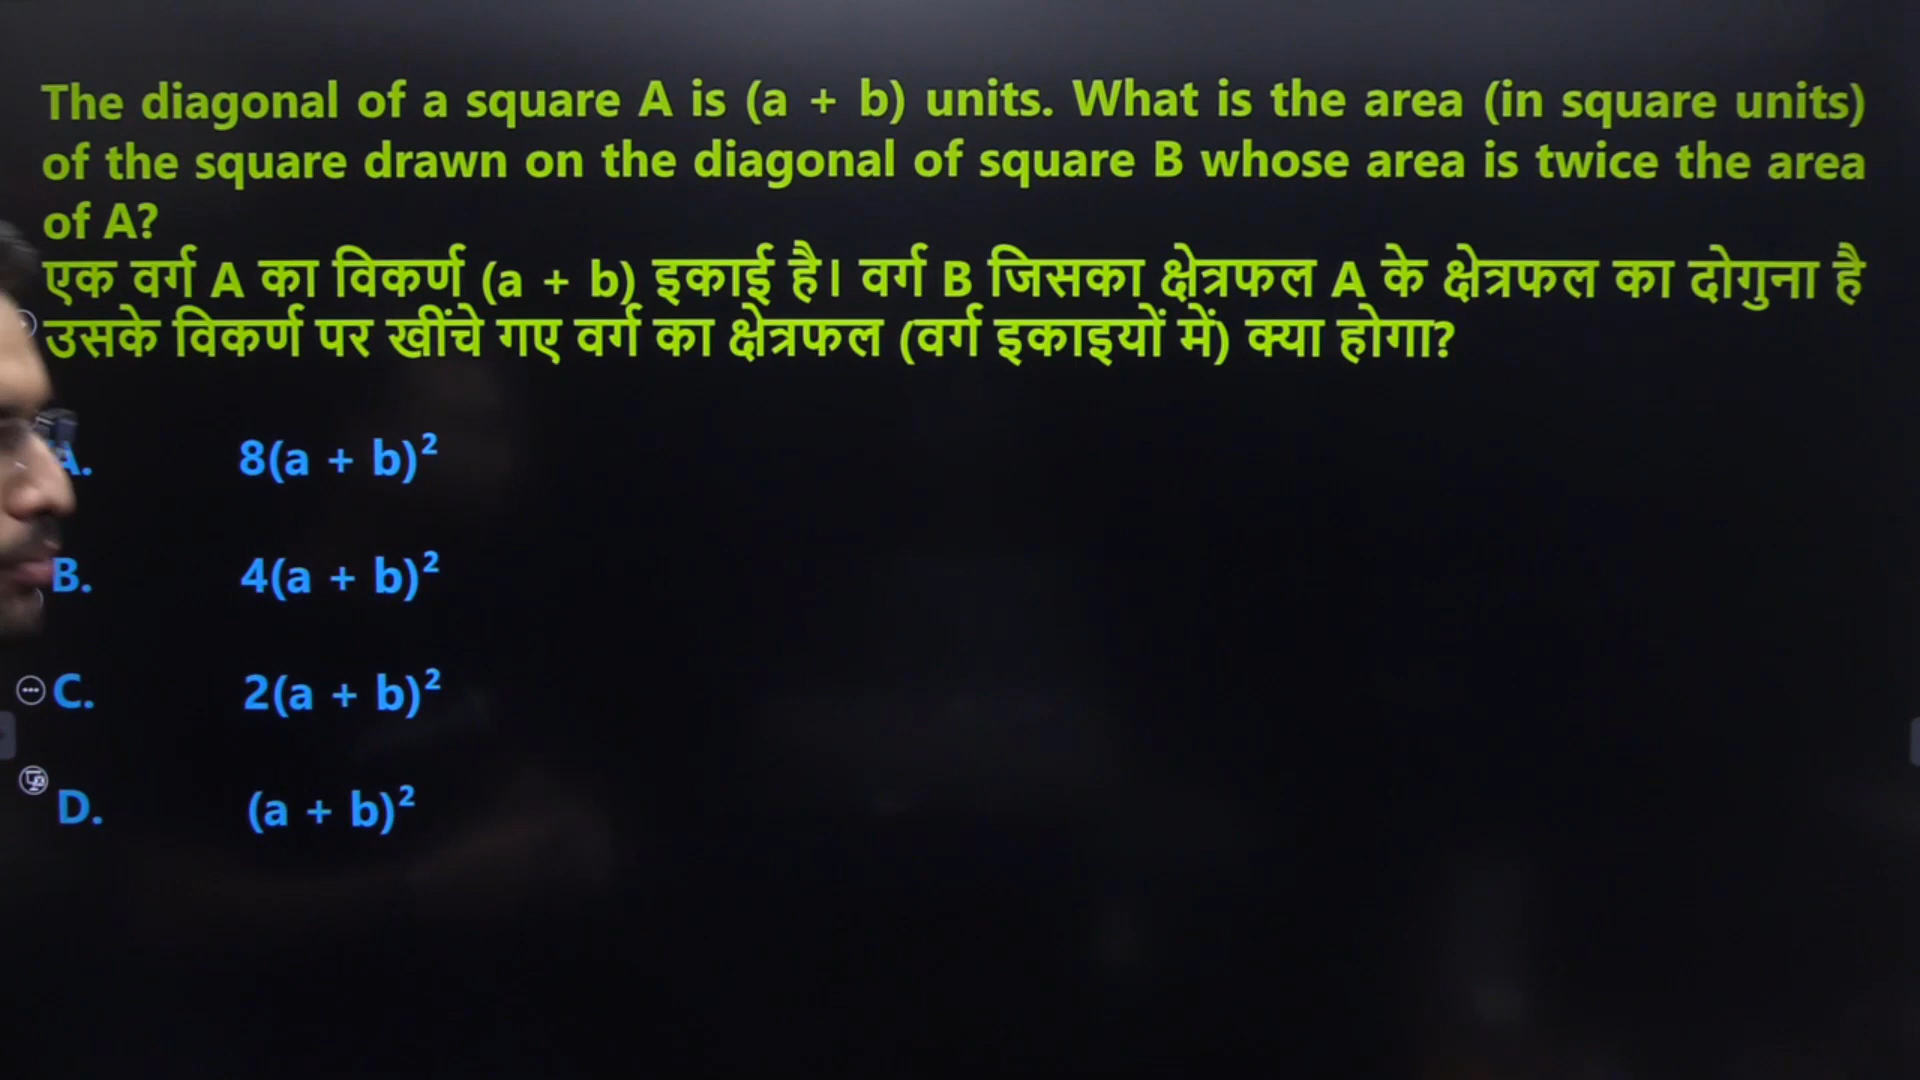 The diagonal of a square A is (a + b) units. What is the area (in square units)
of the square drawn on the diagonal of square B whose area is twice the area
of A?
एक वर्ग A का विकर्ण (a + b) इकाई है। वर्ग B जिसका क्षेत्रफल A के क्षेत्रफल का दोगुना है
उसके विकर्ण पर खींचे गए वर्ग का क्षेत्रफल (वर्ग इकाइयों में) क्या होगा?
A. 8(a + b)²
B. 4(a + b)²
C. 2(a + b)²
D. (a + b)²